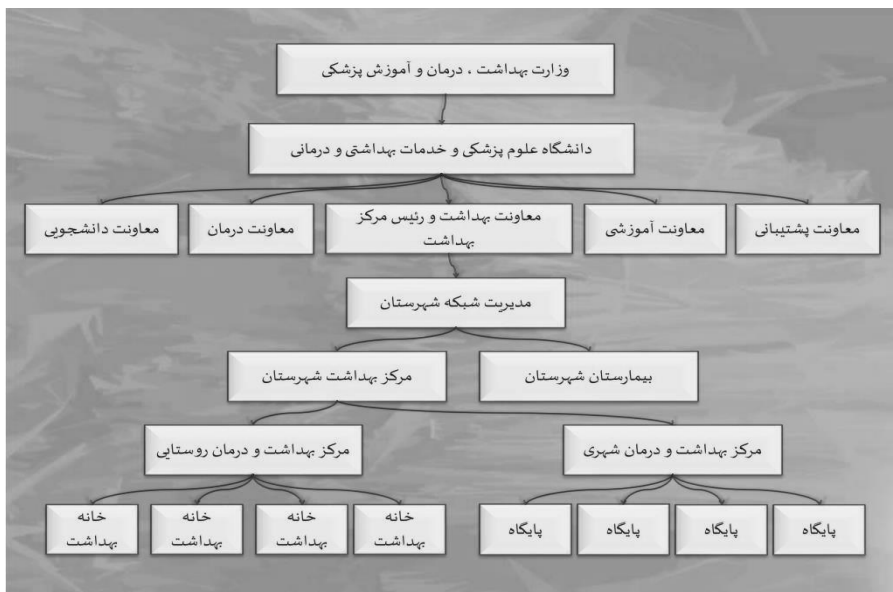 وزارت بهداشت ، درمان و آموزش پزشکی
دانشگاه علوم پزشکی و خدمات بهداشتی و درمانی
معاونت پشتیبانی
معاونت آموزشی
معاونت بهداشت و رئیس مرکز
بهداشت
معاونت درمان
معاونت دانشجویی
مدیریت شبکه شهرستان
بیمارستان شهرستان
مرکز بهداشت شهرستان
مرکز بهداشت و درمان شهری
مرکز بهداشت و درمان روستایی
پایگاه
پایگاه
پایگاه
پایگاه
خانه
بهداشت
خانه
بهداشت
خانه
بهداشت
خانه
بهداشت